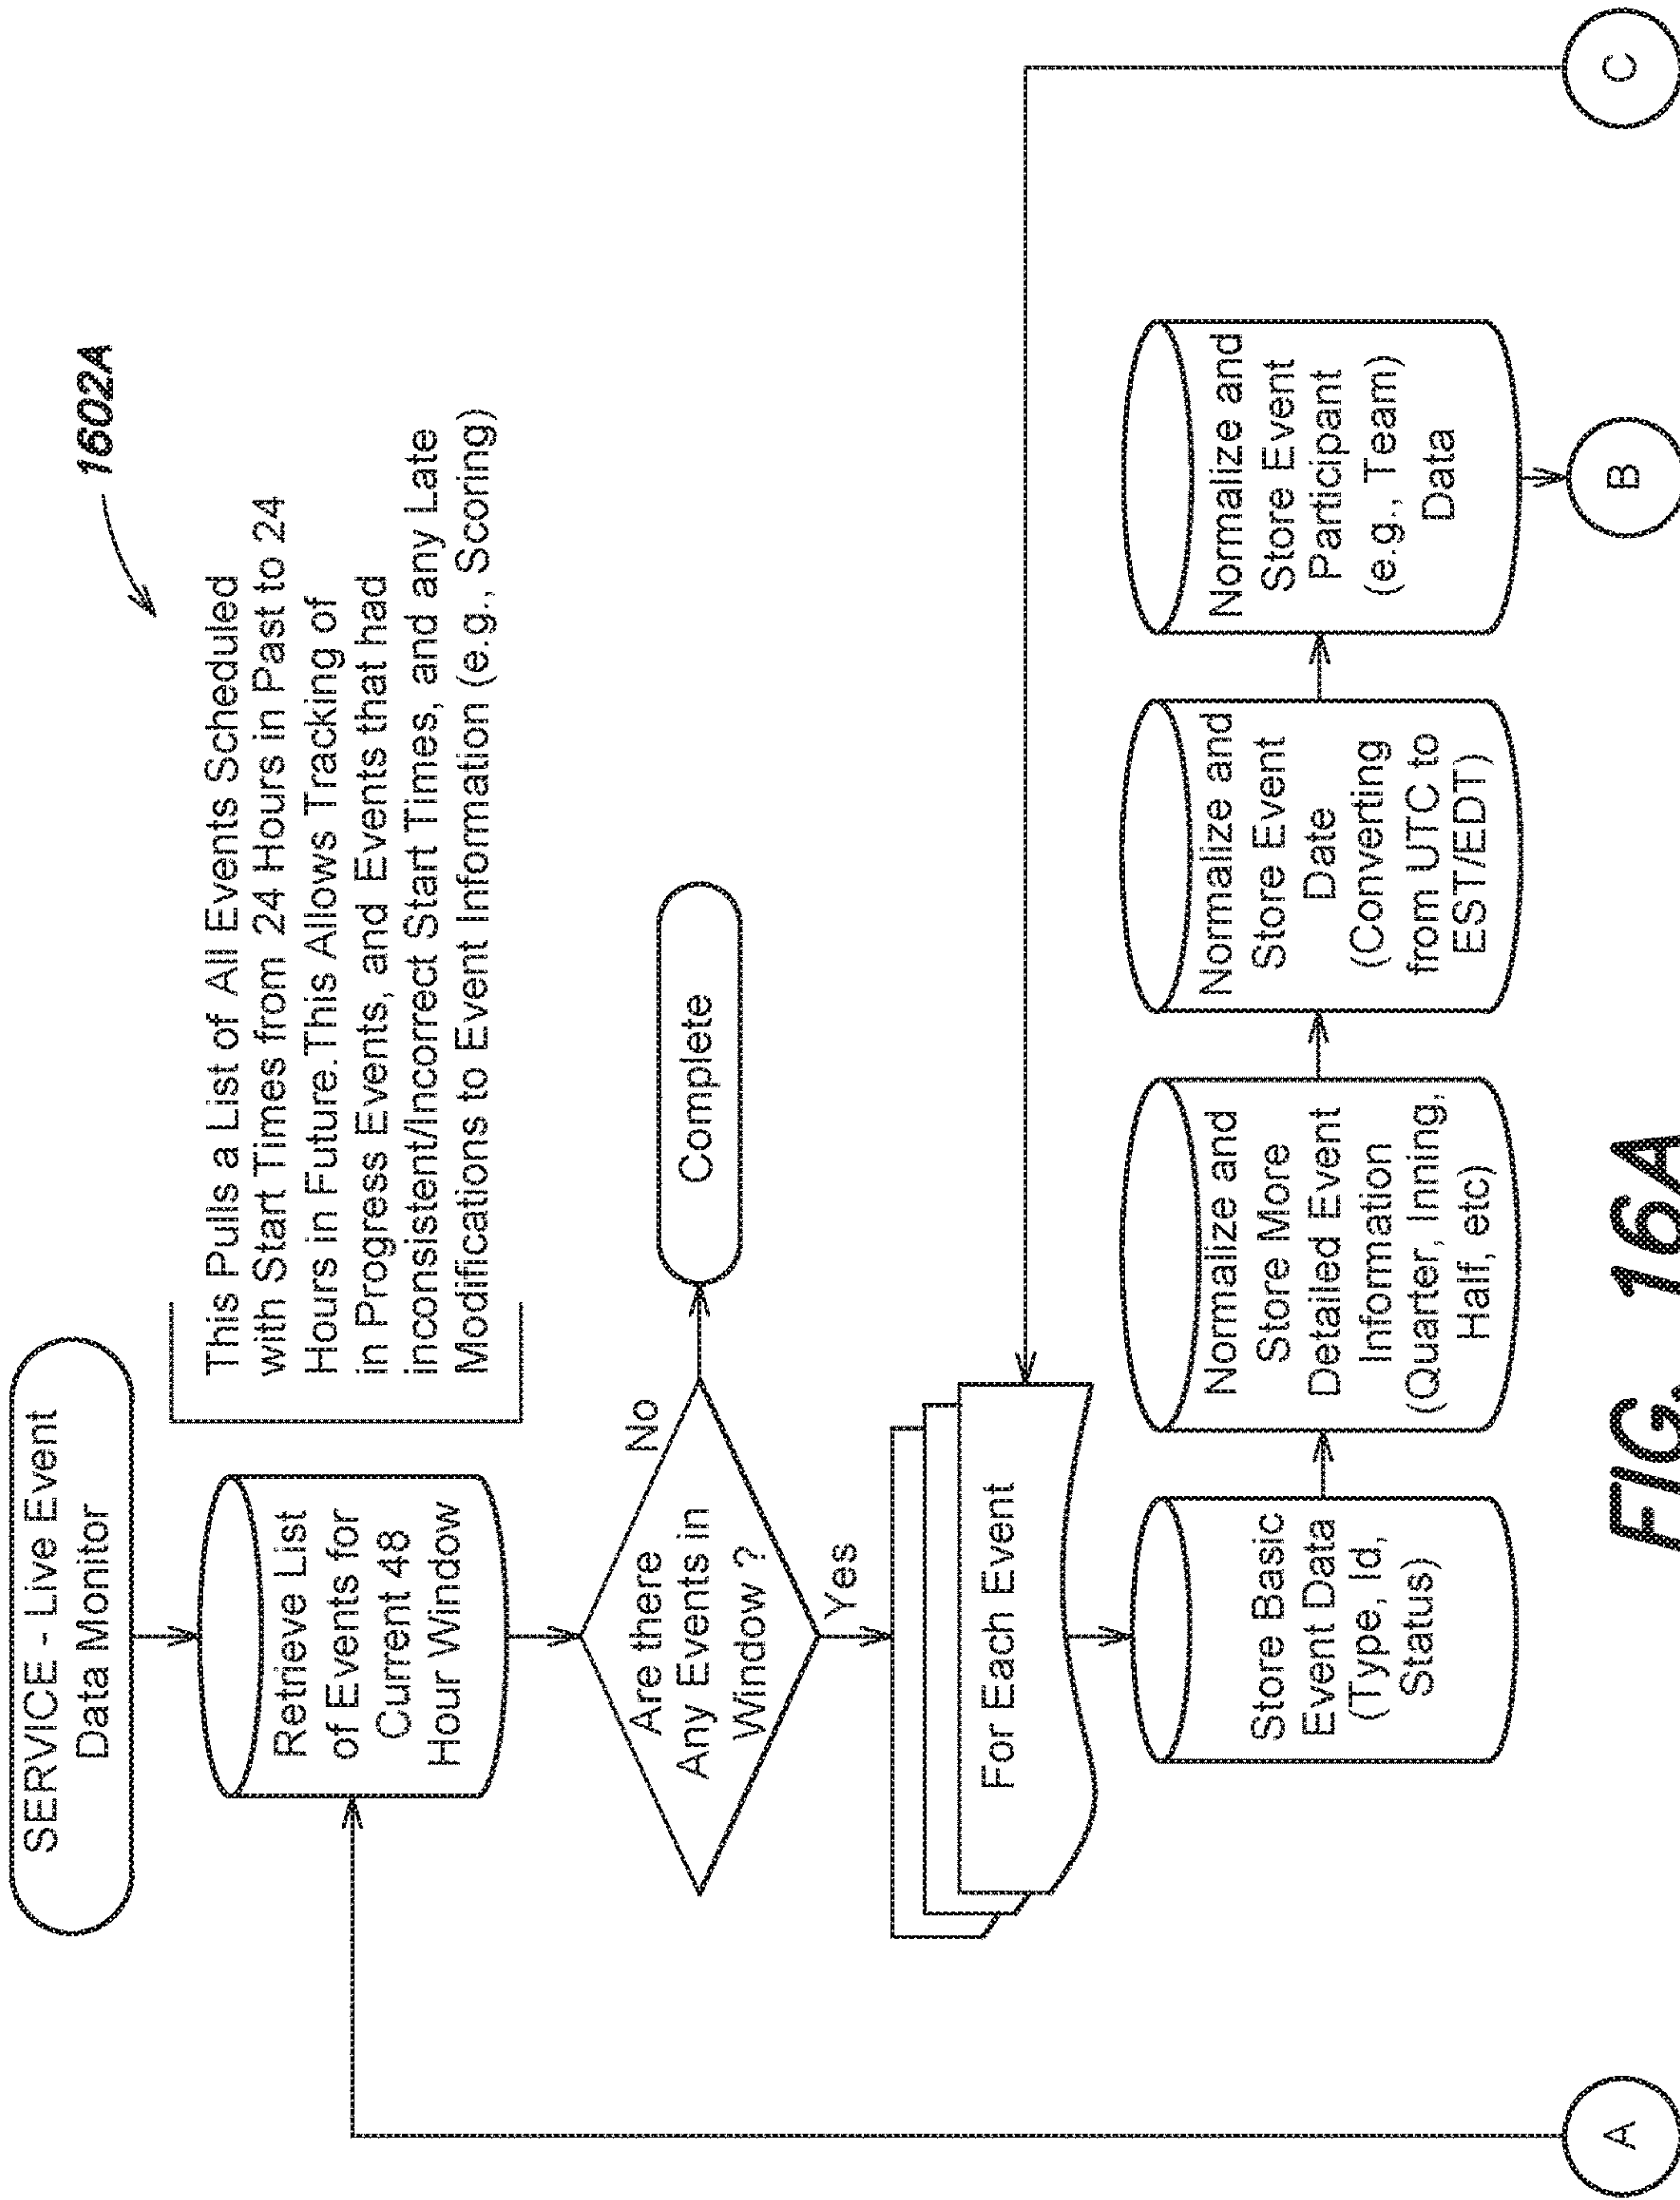 1602A
SERVICE - Live Event
Data Monitor
This Pulls a List of All Events Scheduled
with Start Times from 24 Hours in Past to 24
Hours in Future.This Allows Tracking of
in Progress Events, and Events that had
inconsistent/Incorrect Start Times, and any Late
Modifications to Event Information (e.g., Scoring)
Retrieve List
of Events for
Current 48
Hour Window
Are there
Any Events in
Window ?
No
Complete
Yes
For Each Event
Store Basic
Event Data
(Type, Id,
Status)
Normalize and
Store More
Detailed Event
Information
(Quarter, Inning,
Half, etc)
Normalize and
Store Event
Date
(Converting
from UTC to
EST/EDT)
Normalize and
Store Event
Participant
(e.g., Team)
Data
A
B
C
FIG. 16A